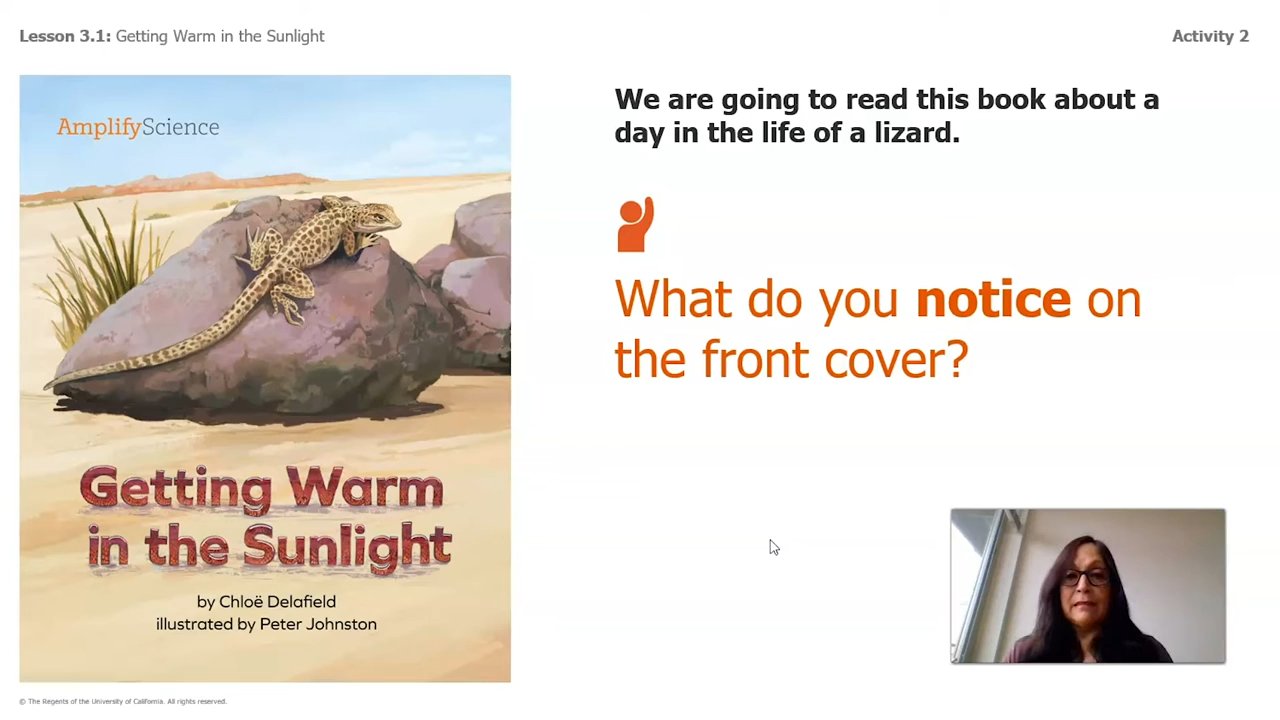 Lesson 3.1: Getting Warm in the Sunlight
Activity 2
AmplifyScience
Getting Warm
in the Sunlight
by Chloë Delafield
illustrated by Peter Johnston
We are going to read this book about a
day in the life of a lizard.
What do you notice on
the front cover?
© The Regents of the University of California. All rights reserved.